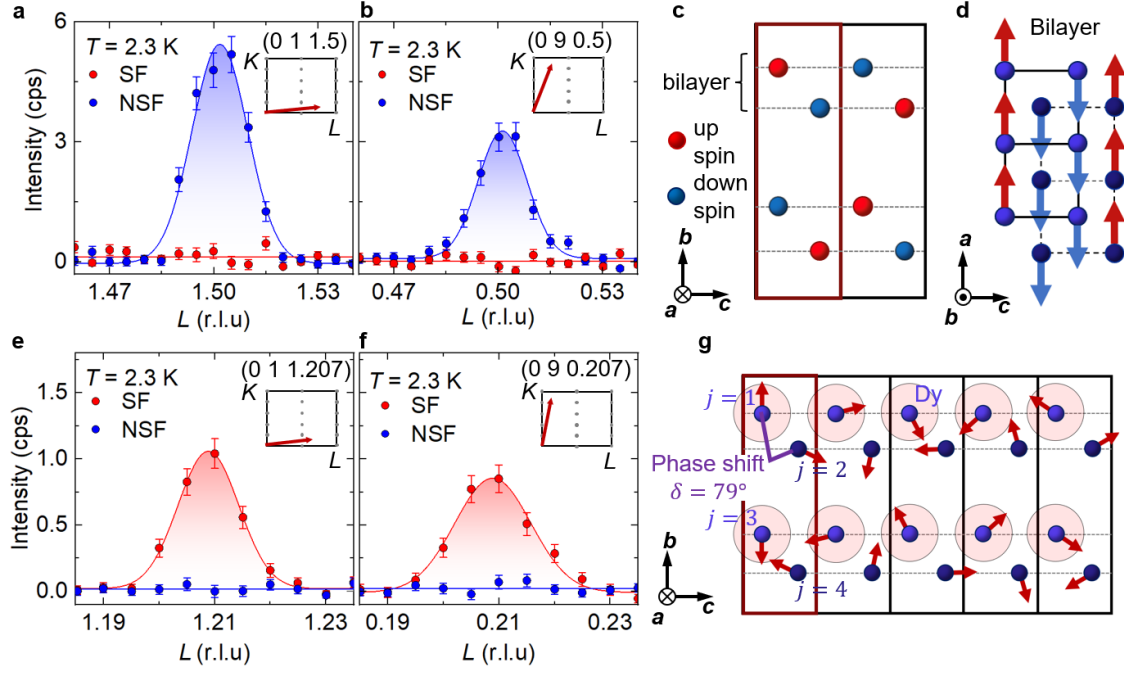 a
6
3
0
Intensity (cps)
T = 2.3 K
SF
NSF
(0 1 1.5)
K
L
1.47
1.50
1.53
L (r.l.u)
b
T = 2.3 K
SF
NSF
(0 9 0.5)
K
L
0.47
0.50
0.53
L (r.l.u)
c
bilayer
up
spin
down
spin
b
a
c
d
Bilayer
a
b
c
e
1.5
1.0
0.5
0.0
Intensity (cps)
T = 2.3 K
SF
NSF
(0 1 1.207)
K
L
1.19
1.21
1.23
L (r.l.u)
f
T = 2.3 K
SF
NSF
(0 9 0.207)
K
L
0.19
0.21
0.23
L (r.l.u)
g
j = 1
Dy
Phase shift
j = 2
δ = 79°
j = 3
j = 4
b
a
c